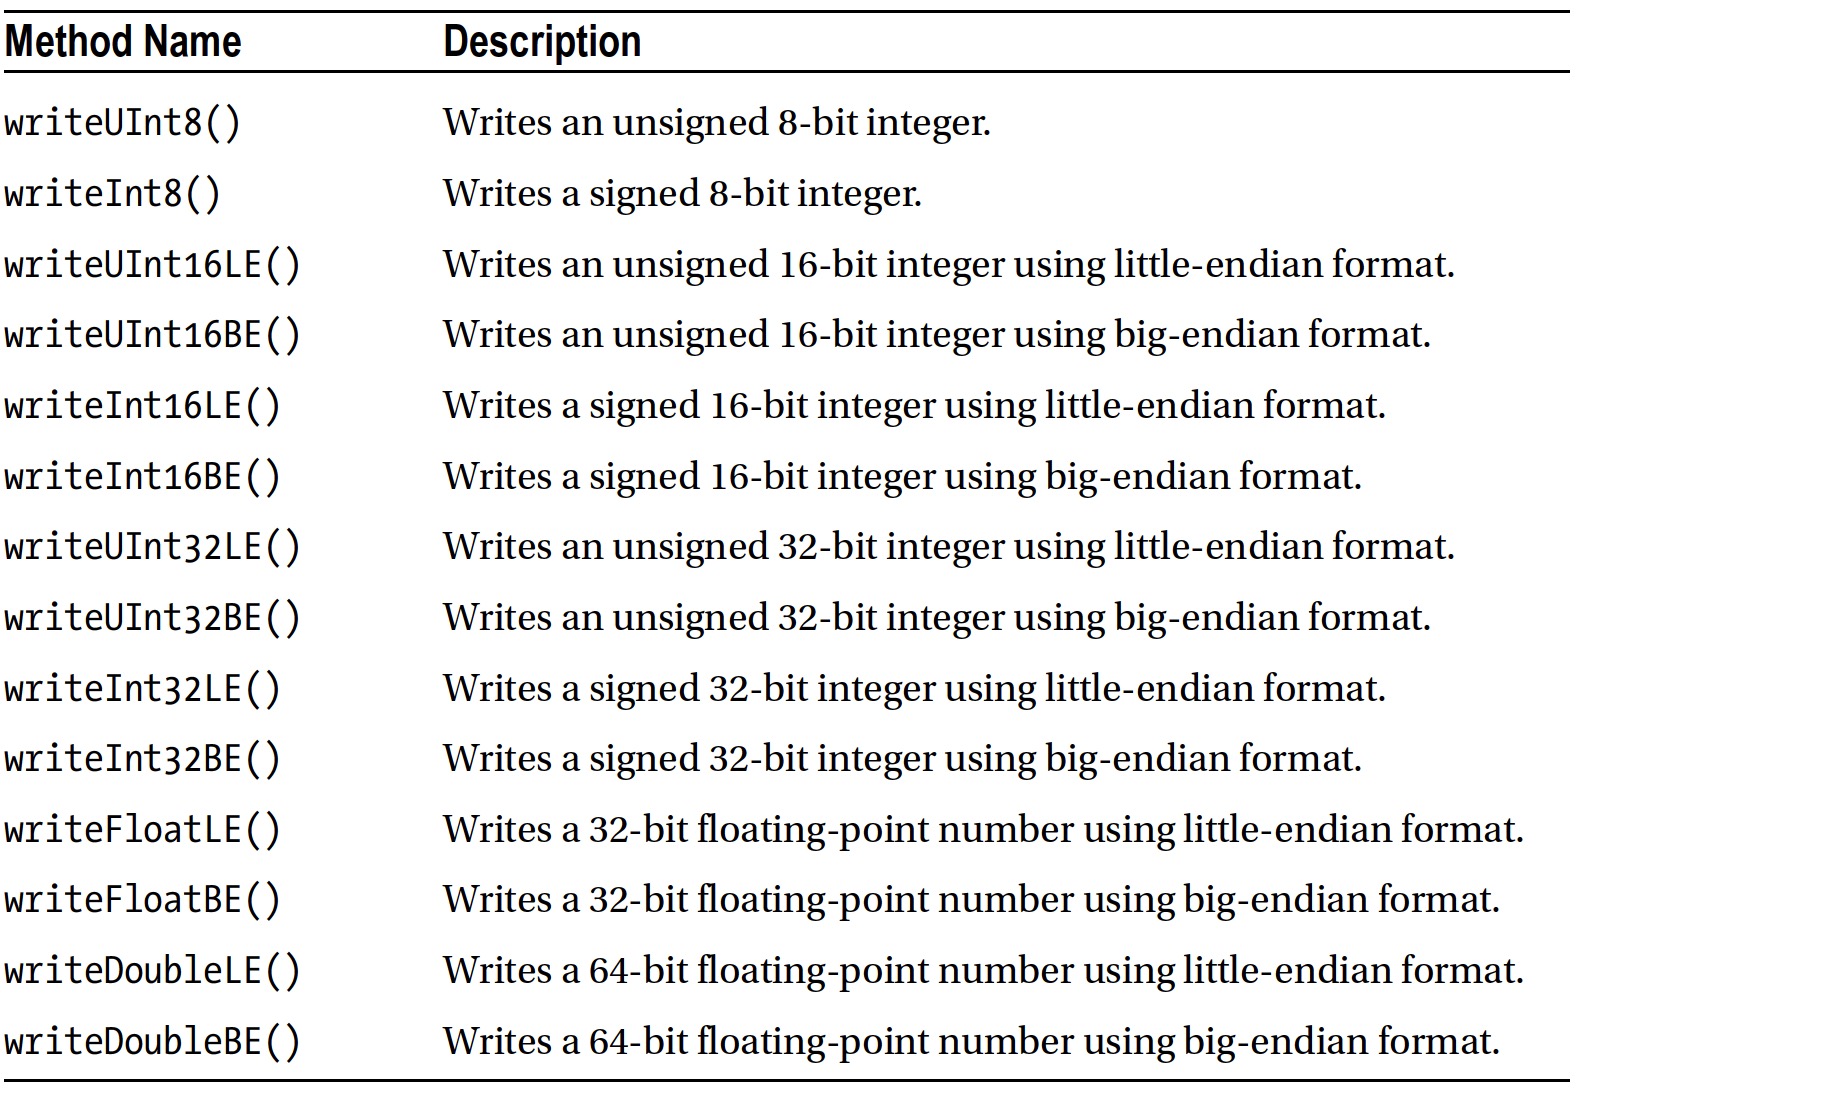 Method Name Description
writeUInt8() Writes an unsigned 8-bit integer.
writeInt8() Writes a signed 8-bit integer.
writeUInt16LE() Writes an unsigned 16-bit integer using little-endian format.
writeUInt16BE() Writes an unsigned 16-bit integer using big-endian format.
writeInt16LE() Writes a signed 16-bit integer using little-endian format.
writeInt16BE() Writes a signed 16-bit integer using big-endian format.
writeUInt32LE() Writes an unsigned 32-bit integer using little-endian format.
writeUInt32BE() Writes an unsigned 32-bit integer using big-endian format.
writeInt32LE() Writes a signed 32-bit integer using little-endian format.
writeInt32BE() Writes a signed 32-bit integer using big-endian format.
writeFloatLE() Writes a 32-bit floating-point number using little-endian format.
writeFloatBE() Writes a 32-bit floating-point number using big-endian format.
writeDoubleLE() Writes a 64-bit floating-point number using little-endian format.
writeDoubleBE() Writes a 64-bit floating-point number using big-endian format.